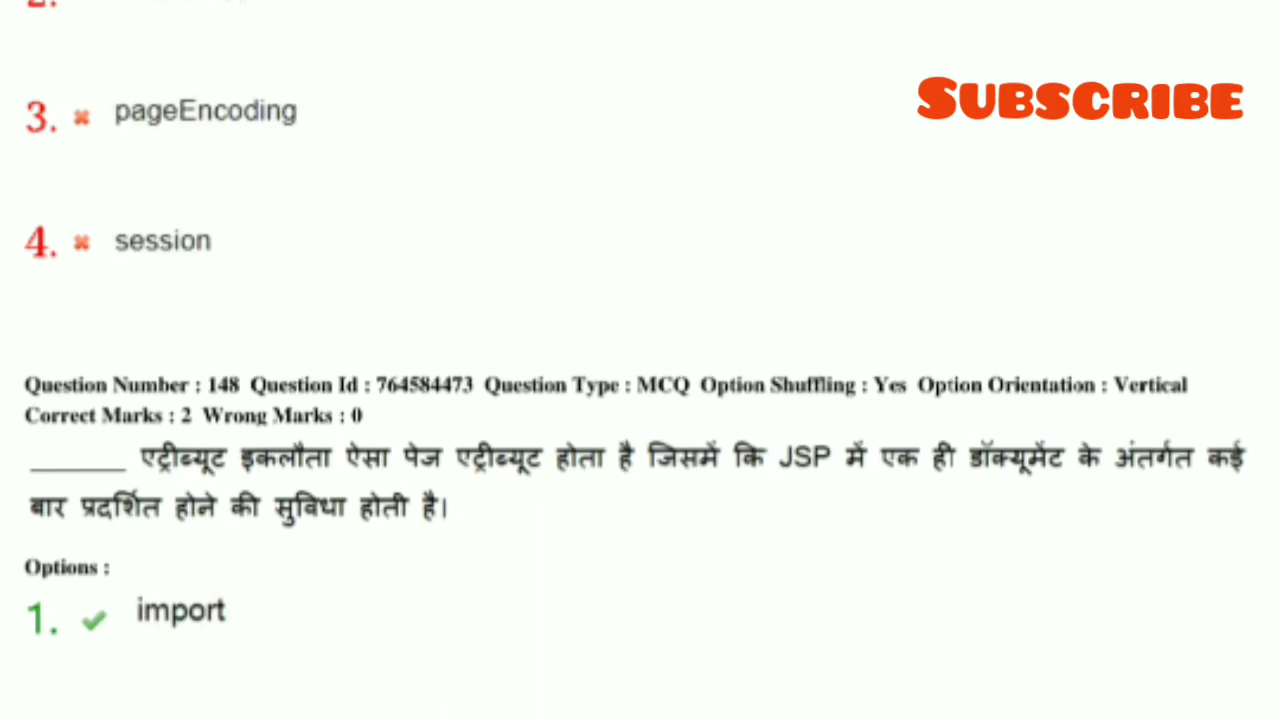 2.
3. pageEncoding
SUBSCRIBE
4. session
Question Number : 148 Question Id : 764584473 Question Type : MCQ Option Shuffling : Yes Option Orientation : Vertical
Correct Marks : 2 Wrong Marks : 0
______ एट्रीब्यूट इकलौता ऐसा पेज एट्रीब्यूट होता है जिसमें कि JSP में एक ही डॉक्यूमेंट के अंतर्गत कई
बार प्रदर्शित होने की सुविधा होती है।
Options :
1. import